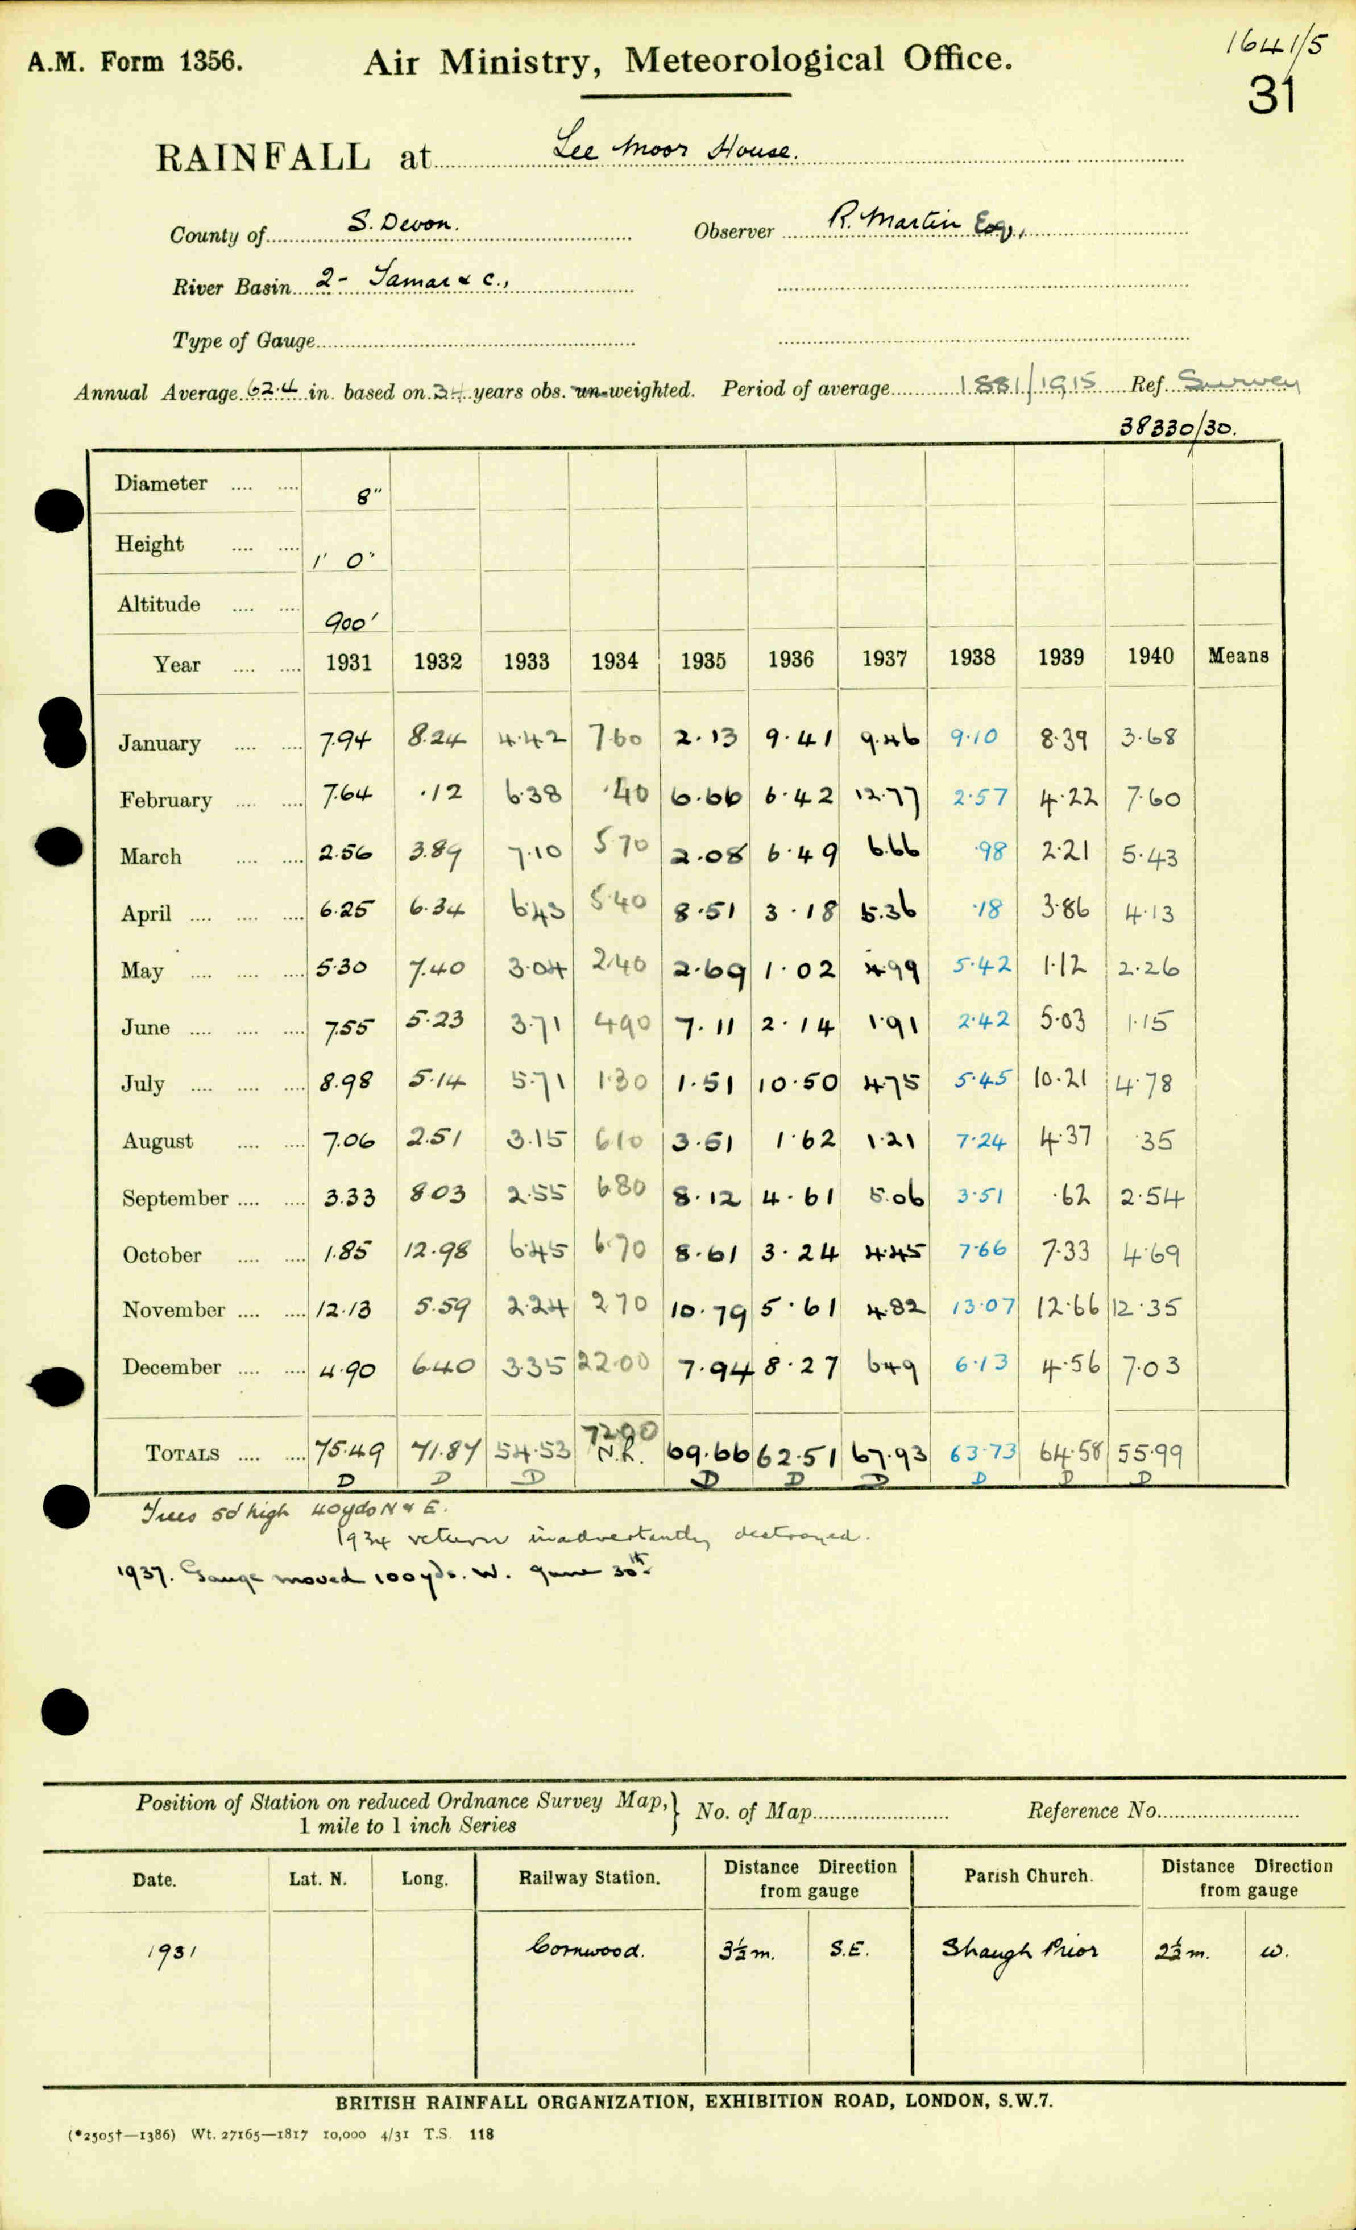 1641/5
A.M. Form 1356. Air Ministry, Meteorological Office.
31
RAINFALL at Lee Moor House.
County of S. Devon. Observer R. Martin Esq.,
River Basin 2- Tamar & c.,
Type of Gauge
Annual Average 62.4 in. based on 34 years obs. un-weighted. Period of average 1881/1915 Ref. Survey
38330/30.
Diameter .... .... 8"
Height .... .... 1' 0"
Altitude .... .... 900'
Year .... .... 1931 1932 1933 1934 1935 1936 1937 1938 1939 1940 Means
January .... .... 7.94 8.24 4.42 7.60 2.13 9.41 9.46 9.10 8.39 3.68
February .... .... 7.64 .12 6.38 .40 6.66 6.42 12.77 2.57 4.22 7.60
March .... .... 2.56 3.89 7.10 5.70 2.08 6.49 6.66 .98 2.21 5.43
April .... .... .... 6.25 6.34 6.43 5.40 8.51 3.18 5.36 .18 3.86 4.13
May .... .... .... 5.30 7.40 3.04 2.40 2.69 1.02 4.99 5.42 1.12 2.26
June .... .... .... 7.55 5.23 3.71 4.90 7.11 2.14 1.91 2.42 5.03 1.15
July .... .... .... 8.98 5.14 5.71 1.30 1.51 10.50 4.75 5.45 10.21 4.78
August .... .... 7.06 2.51 3.15 6.10 3.51 1.62 1.21 7.24 4.37 .35
September .... .... 3.33 8.03 2.55 6.80 8.12 4.61 5.06 3.51 .62 2.54
October .... .... 1.85 12.98 6.45 6.70 8.61 3.24 4.45 7.66 7.33 4.69
November .... .... 12.13 5.59 2.24 2.70 10.79 5.61 4.82 13.07 12.66 12.35
December .... .... 4.90 6.40 3.35 22.00 7.94 8.27 6.49 6.13 4.56 7.03
72.00
TOTALS .... .... 75.49 71.87 54.53 N.R. 69.66 62.51 67.93 63.73 64.58 55.99
D D D D D D D D D
Trees 50' high 40 yds N & E.
1934 return inadvertantly destroyed.
1937. Gauge moved 100 yds. W. June 30th.
Position of Station on reduced Ordnance Survey Map, } No. of Map Reference No.
1 mile to 1 inch Series
Date. Lat. N. Long. Railway Station. Distance Direction from gauge Parish Church. Distance Direction from gauge
1931 Cornwood. 3½ m. S.E. Shaugh Prior 2½ m. W.
BRITISH RAINFALL ORGANIZATION, EXHIBITION ROAD, LONDON, S.W.7.
(*2505†—1386) Wt. 27165—1817 10,000 4/31 T.S. 118